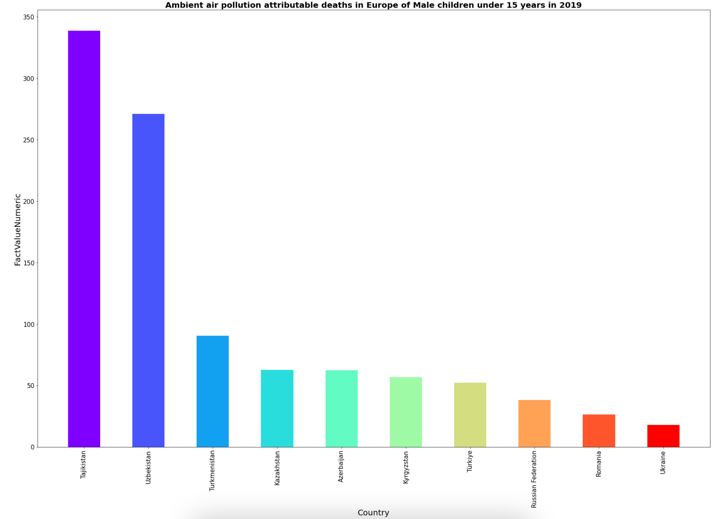 Ambient air pollution attributable deaths in Europe of Male children under 15 years in 2019
350
300
250
200
150
100
50
0
FactValueNumeric
Tajikistan
Uzbekistan
Turkmenistan
Kazakhstan
Azerbaijan
Kyrgyzstan
Türkiye
Russian Federation
Romania
Ukraine
Country